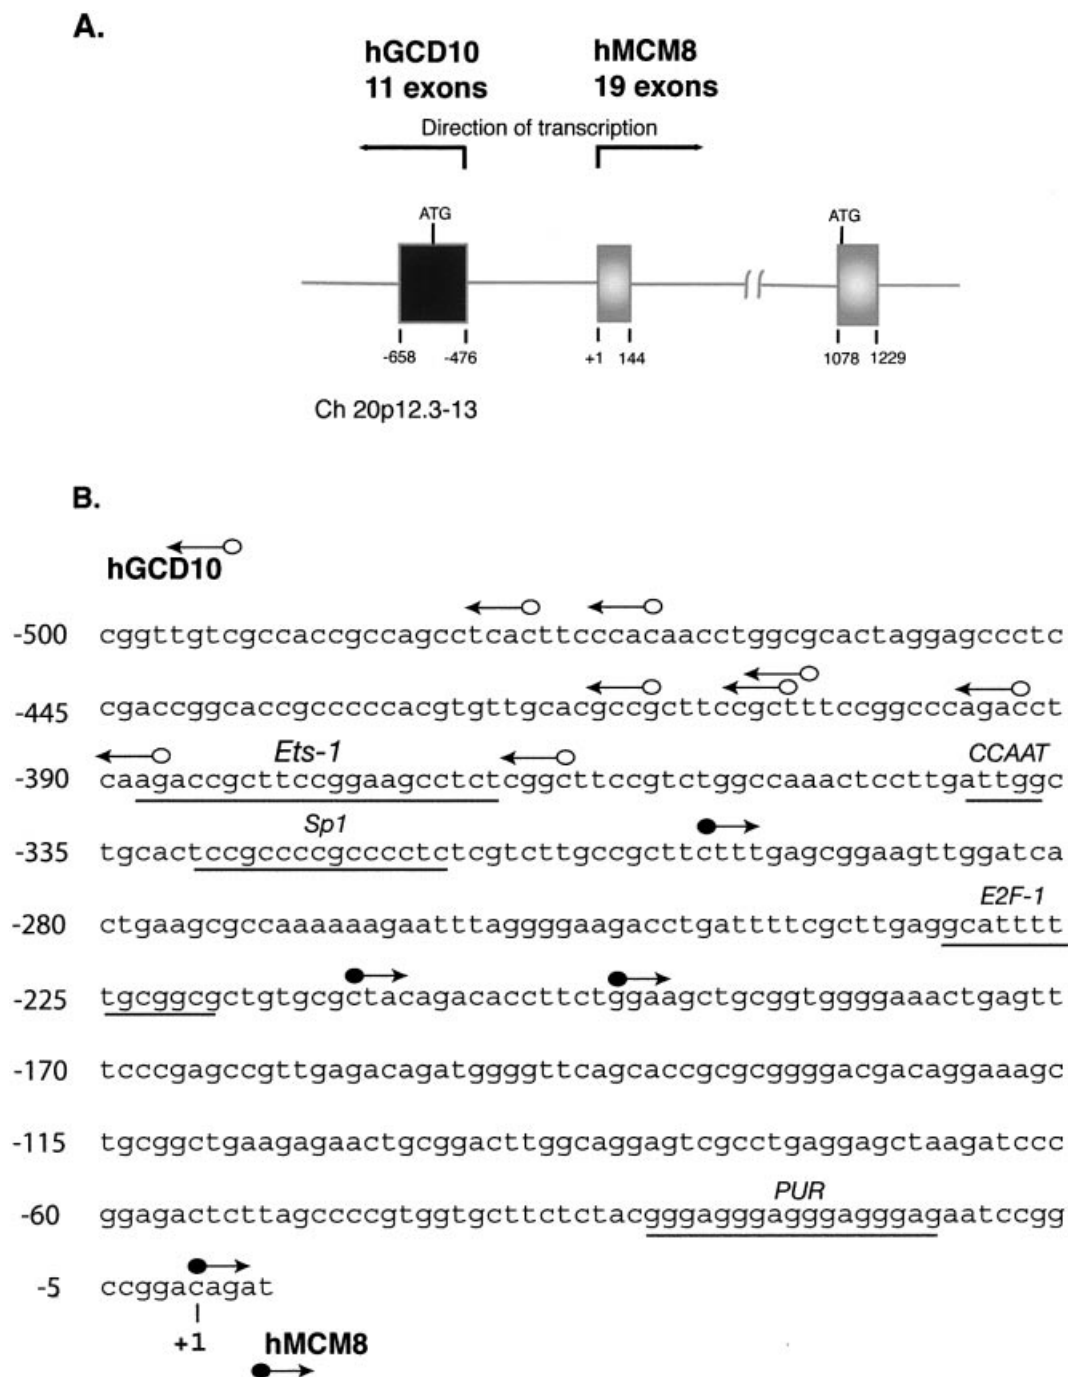 A.
hGCD10 hMCM8
11 exons 19 exons
Direction of transcription
ATG ATG
-658 -476 +1 144 1078 1229
Ch 20p12.3-13
B.
hGCD10
-500 cggttgtcgccaccgccagcctcacttcccacaacctggcgcactaggagccctc
-445 cgaccggcaccgcccccacgtgttgcacgccgcttccgctttccggcccagacct
Ets-1 CCAAT
-390 caagaccgcttccggaagcctctcggcttccgtctggccaaactccttgattggc
Sp1
-335 tgcactccgccccgcccctctcgtcttgccgcttctttgagcggaagttggatca
E2F-1
-280 ctgaagcgccaaaaaagaatttaggggaagacctgattttcgcttgaggcatttt
-225 tgcggcgctgtgcgctacagacaccttctggaagctgcggtggggaaactgagtt
-170 tcccgagccgttgagacagatggggttcagcaccgcgcggggacgacaggaaagc
-115 tgcggctgaagagaactgcggacttggcaggagtcgcctgaggagctaagatccc
PUR
-60 ggagactcttagccccgtggtgcttctctacgggagggagggagggagaatccgg
-5 ccggacagat
+1 hMCM8